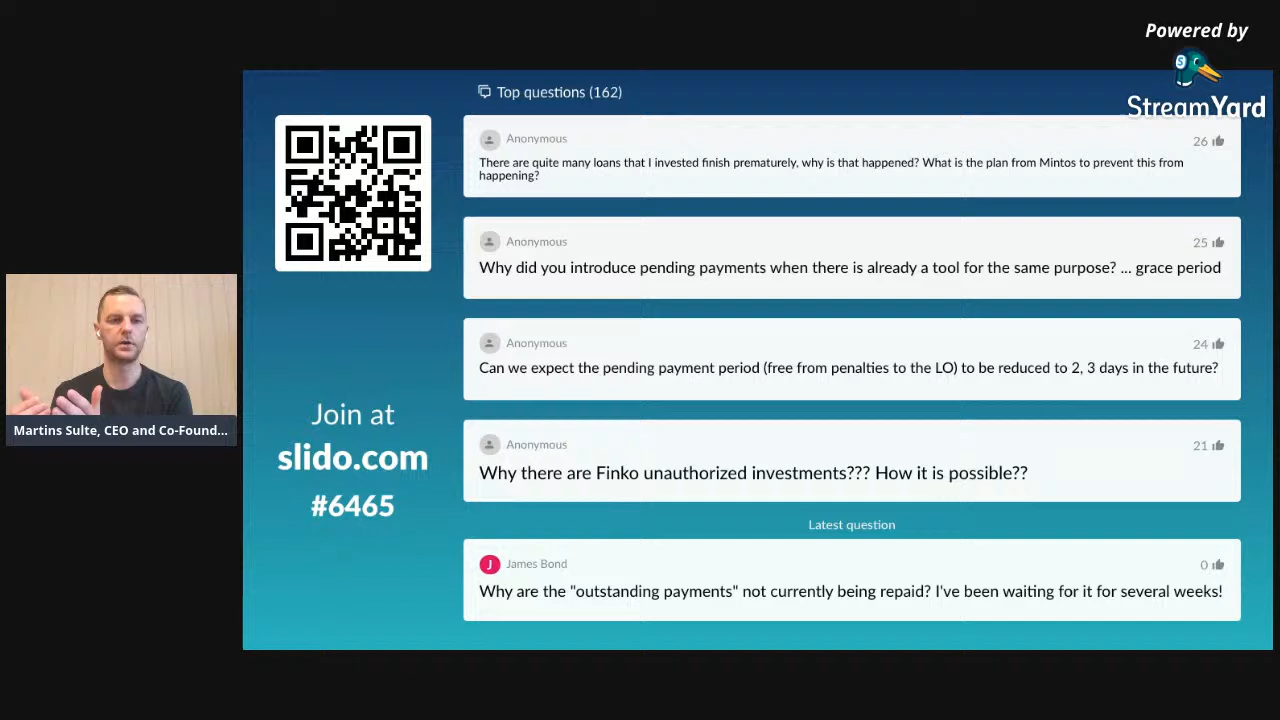 Powered by
StreamYard
Top questions (162)
Anonymous
26
There are quite many loans that I invested finish prematurely, why is that happened? What is the plan from Mintos to prevent this from
happening?
Anonymous
25
Why did you introduce pending payments when there is already a tool for the same purpose? ... grace period
Anonymous
24
Can we expect the pending payment period (free from penalties to the LO) to be reduced to 2, 3 days in the future?
Anonymous
21
Why there are Finko unauthorized investments??? How it is possible??
Latest question
J James Bond
0
Why are the "outstanding payments" not currently being repaid? I've been waiting for it for several weeks!
Join at
slido.com
#6465
Martins Sulte, CEO and Co-Found...